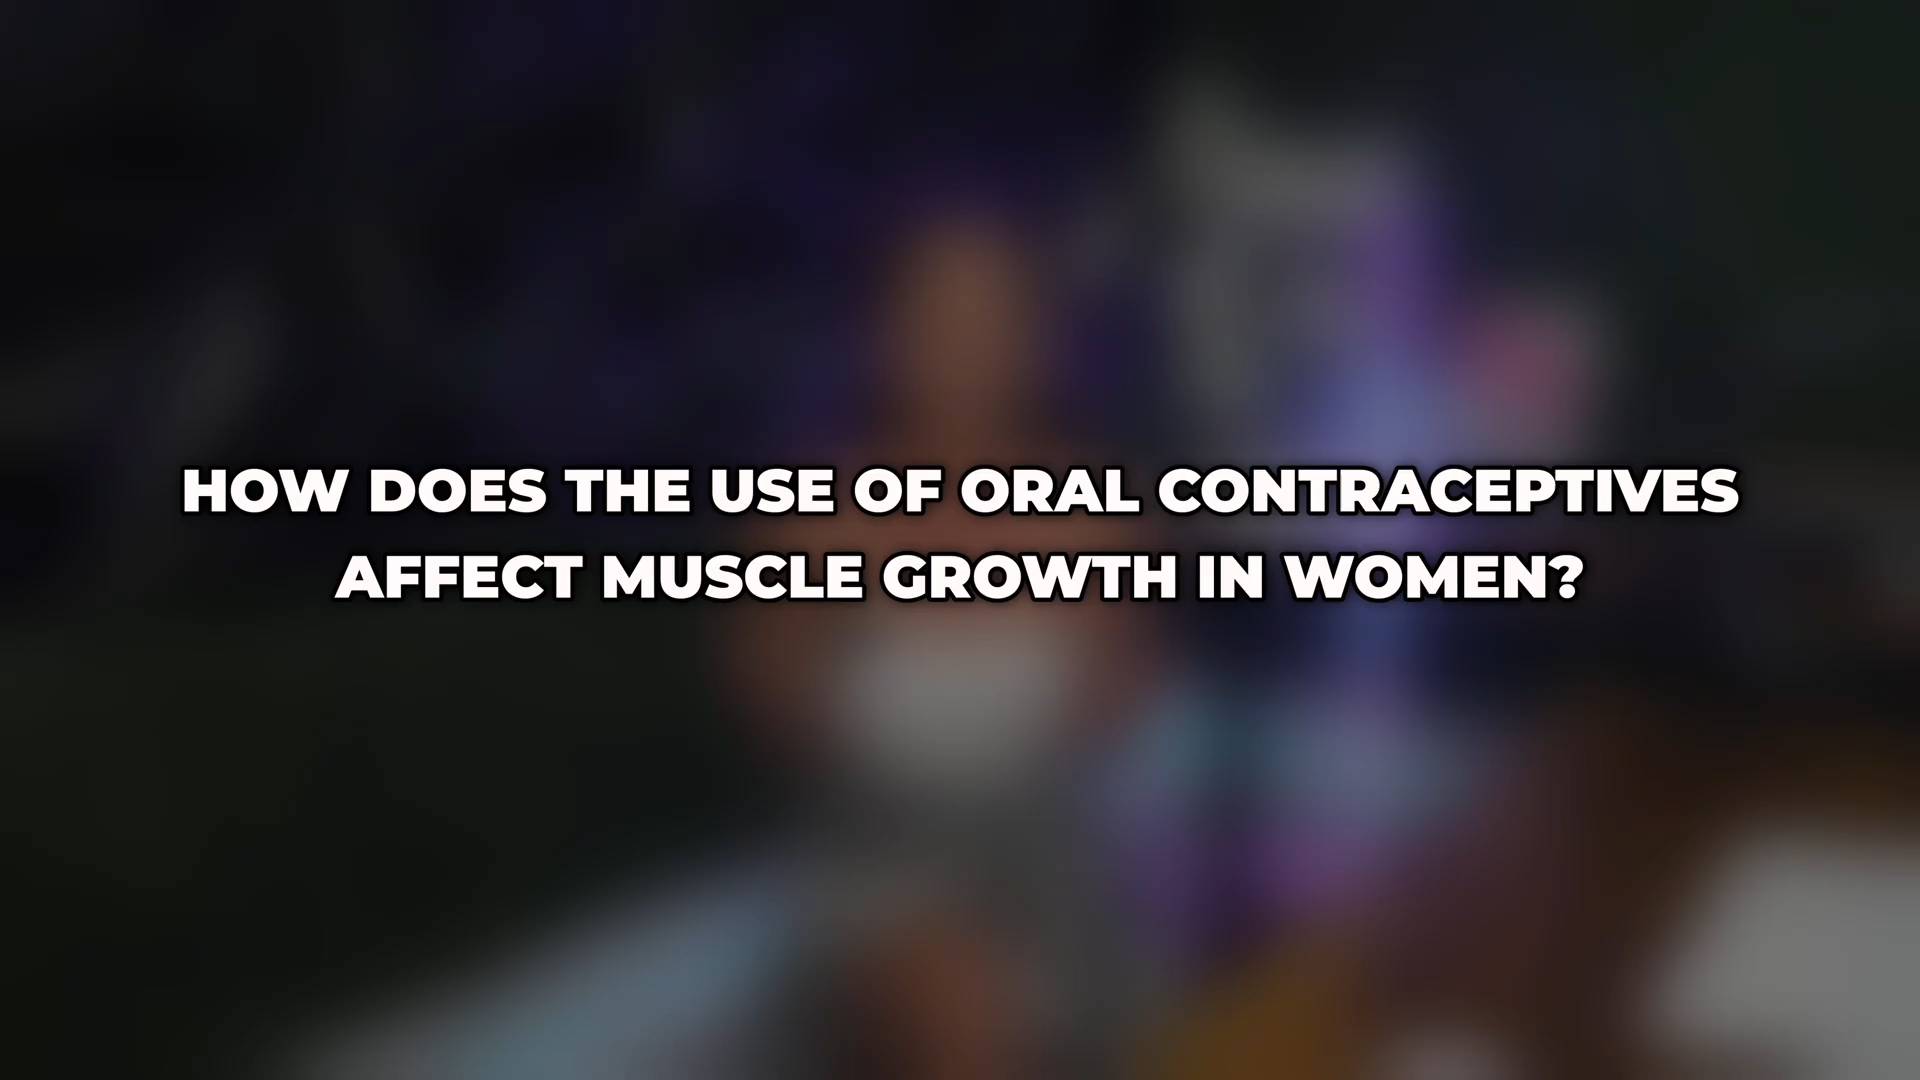 HOW DOES THE USE OF ORAL CONTRACEPTIVES
AFFECT MUSCLE GROWTH IN WOMEN?